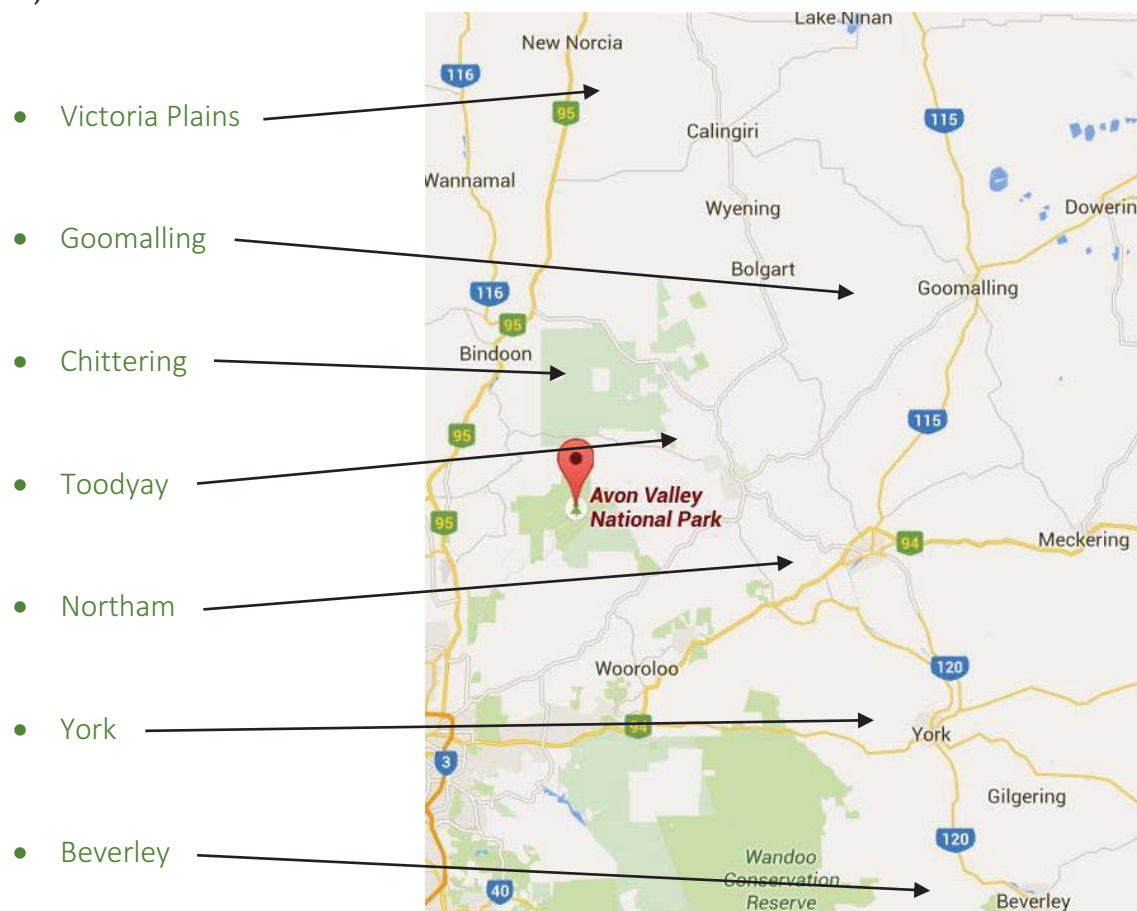 • Victoria Plains
• Goomalling
• Chittering
• Toodyay
• Northam
• York
• Beverley
Lake Ninan
New Norcia
116
95
115
Calingiri
Wannamal
Wyening
Dowerin
Bolgart
116
Goomalling
95
Bindoon
115
95
Avon Valley
National Park
95
94
Meckering
Wooroloo
120
94
York
3
Gilgering
120
Wandoo
Conservation
Reserve
40
Beverley